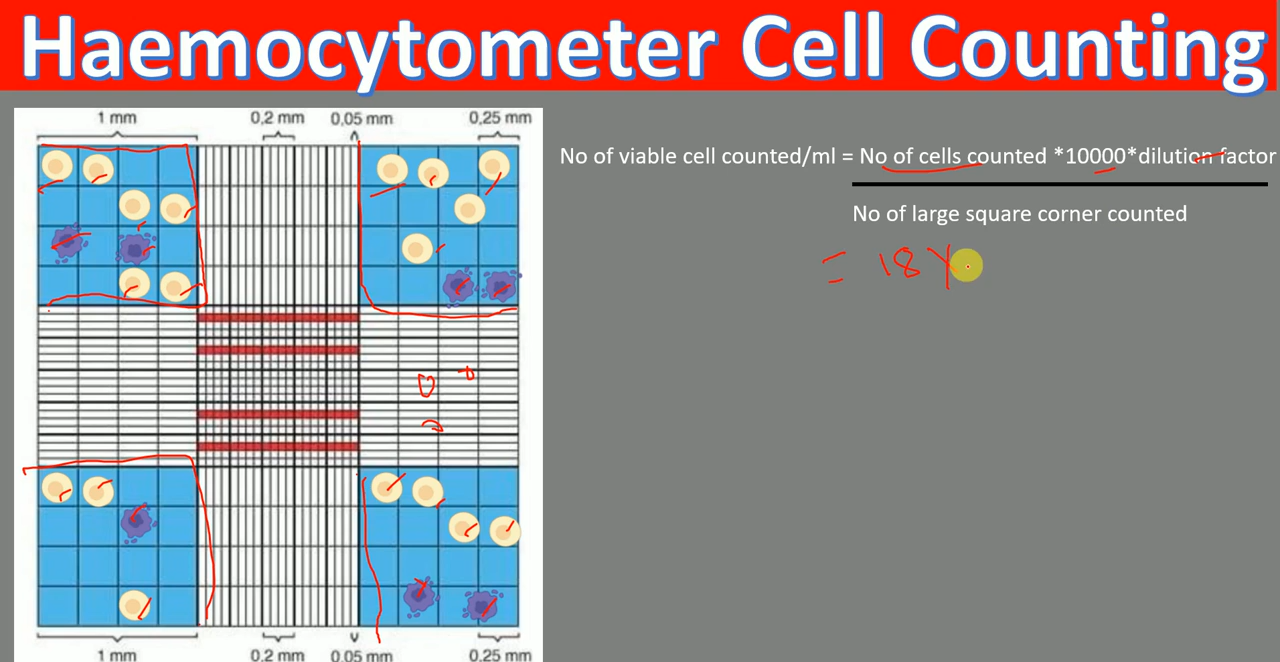 Haemocytometer Cell Counting
1 mm 0,2 mm 0,05 mm 0,25 mm
No of viable cell counted/ml = No of cells counted *10000*dilution factor
No of large square corner counted
= 18 X
1 mm 0,2 mm 0,05 mm 0,25 mm